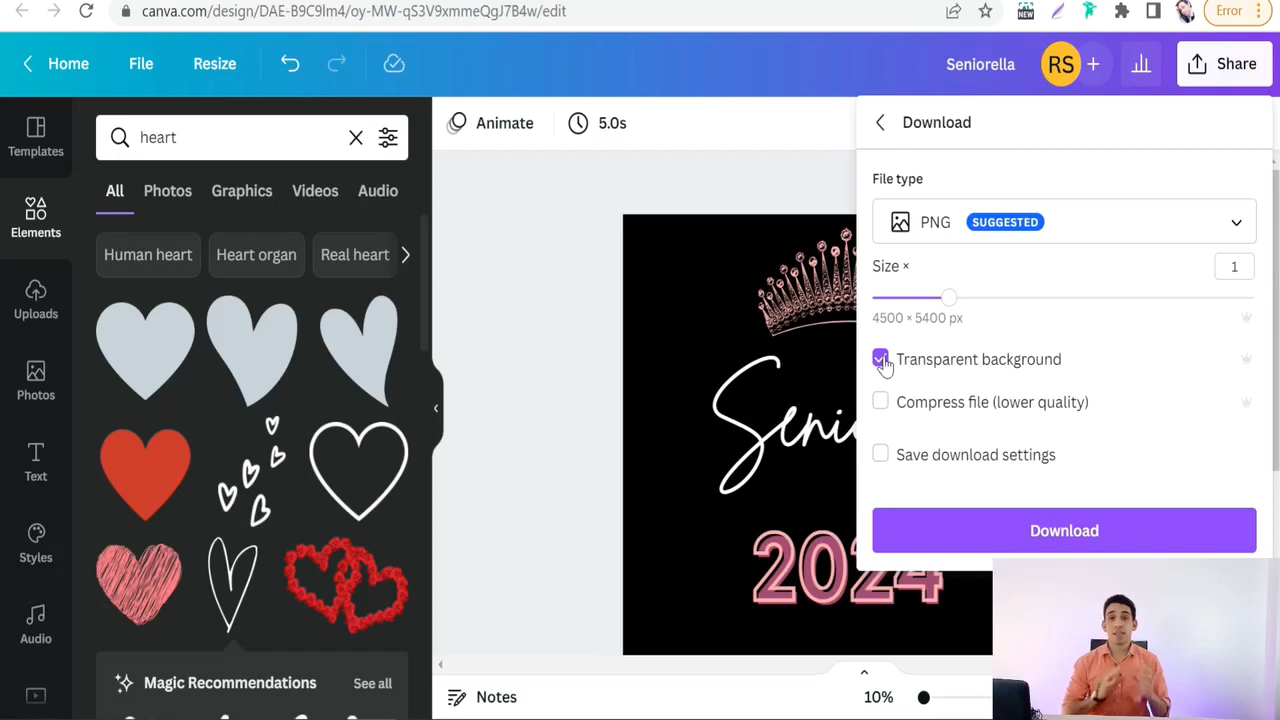 canva.com/design/DAE-B9C9Im4/oy-MW-qS3V9xmmeQgJ7B4w/edit
NEW
Error
Home
File
Resize
Seniorella
RS
Share
Templates
Elements
Uploads
Photos
Text
Styles
Audio
heart
All
Photos
Graphics
Videos
Audio
Human heart
Heart organ
Real heart
Magic Recommendations
See all
Animate
5.0s
2024
Notes
10%
Download
File type
PNG
SUGGESTED
Size ×
1
4500 × 5400 px
Transparent background
Compress file (lower quality)
Save download settings
Download